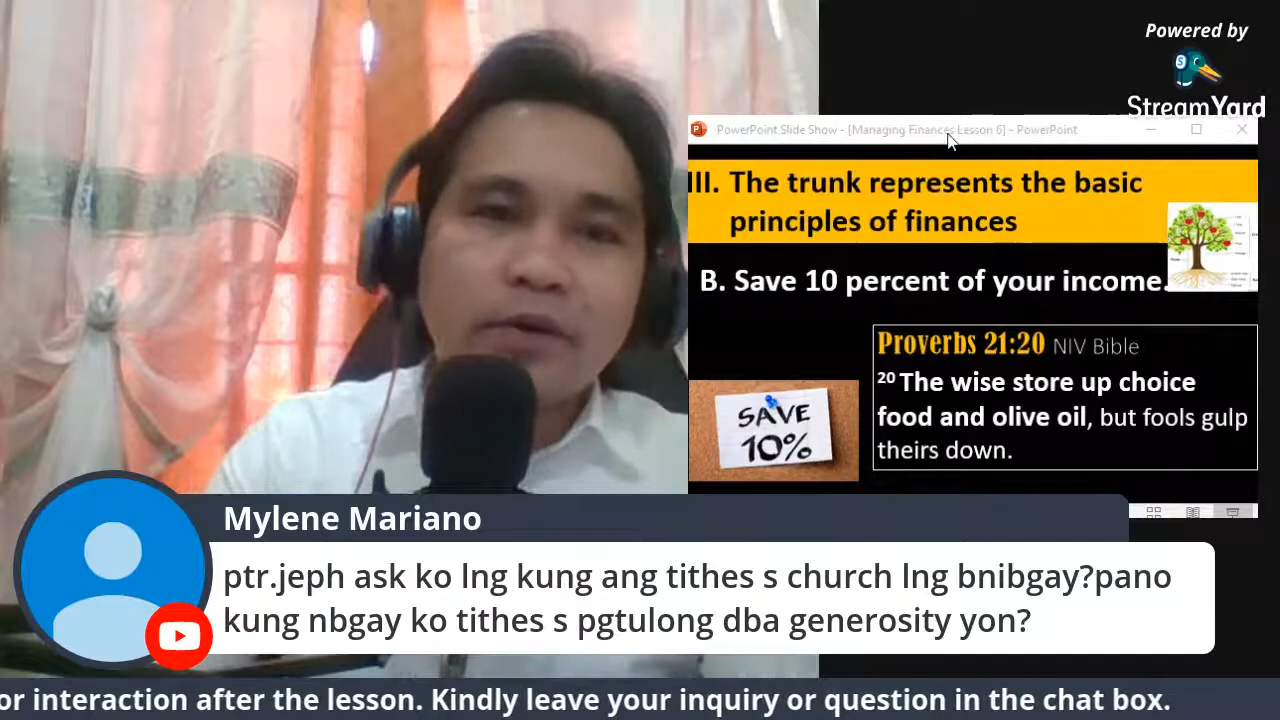 Powered by
StreamYard
PowerPoint Slide Show - [Managing Finances Lesson 6] - PowerPoint
III. The trunk represents the basic
principles of finances
B. Save 10 percent of your income.
Proverbs 21:20 NIV Bible
20 The wise store up choice
food and olive oil, but fools gulp
theirs down.
SAVE
10%
Mylene Mariano
ptr.jeph ask ko lng kung ang tithes s church lng bnibgay?pano
kung nbgay ko tithes s pgtulong dba generosity yon?
or interaction after the lesson. Kindly leave your inquiry or question in the chat box.